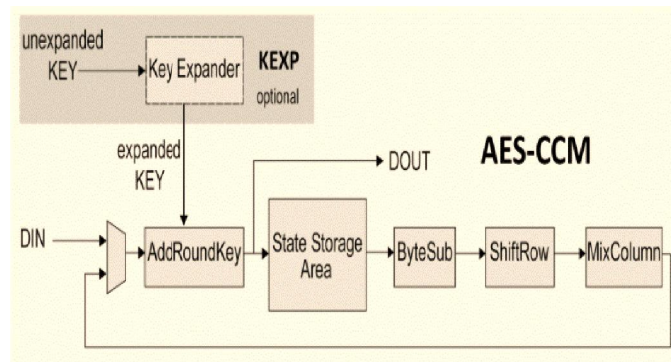 unexpanded
KEY
Key Expander
KEXP
optional
expanded
KEY
DOUT
AES-CCM
DIN
AddRoundKey
State Storage
Area
ByteSub
ShiftRow
MixColumn